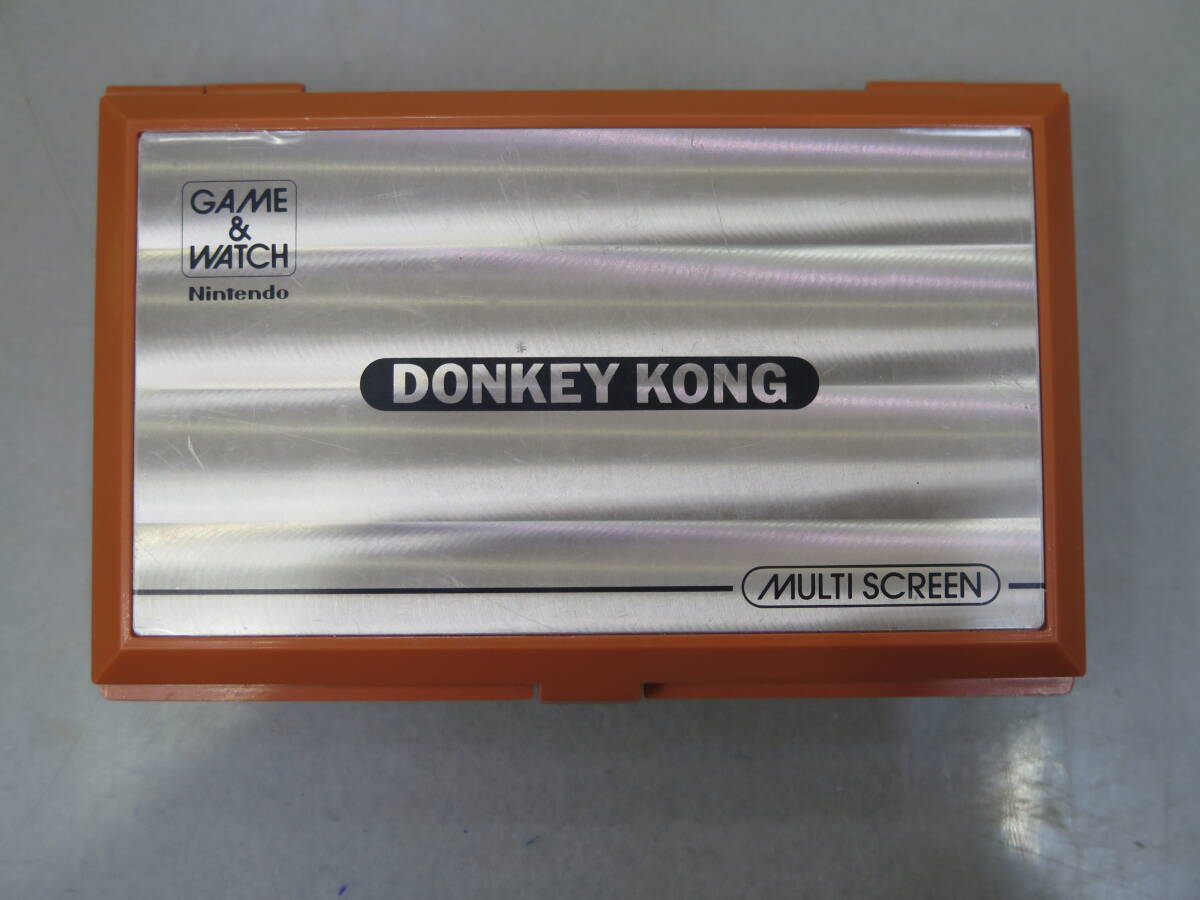 GAME
&
WATCH
Nintendo
DONKEY KONG
MULTI SCREEN